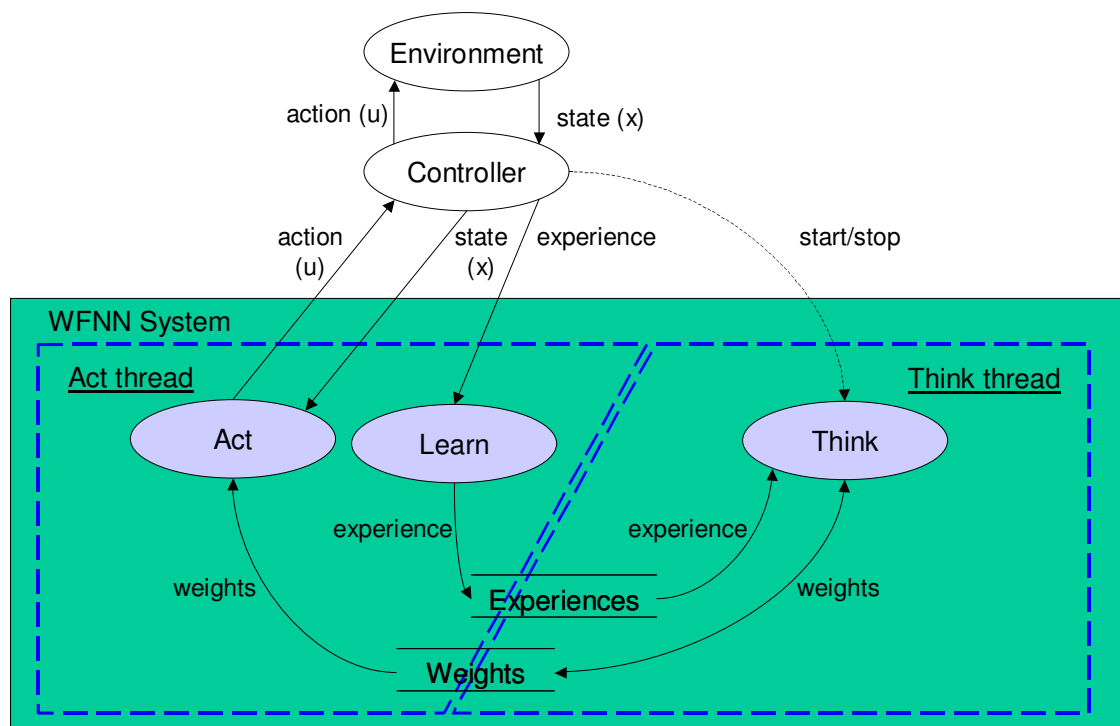 Environment
action (u)
state (x)
Controller
action
(u)
state
(x)
experience
start/stop
WFNN System
Act thread
Think thread
Act
Learn
Think
experience
experience
weights
weights
Experiences
Weights